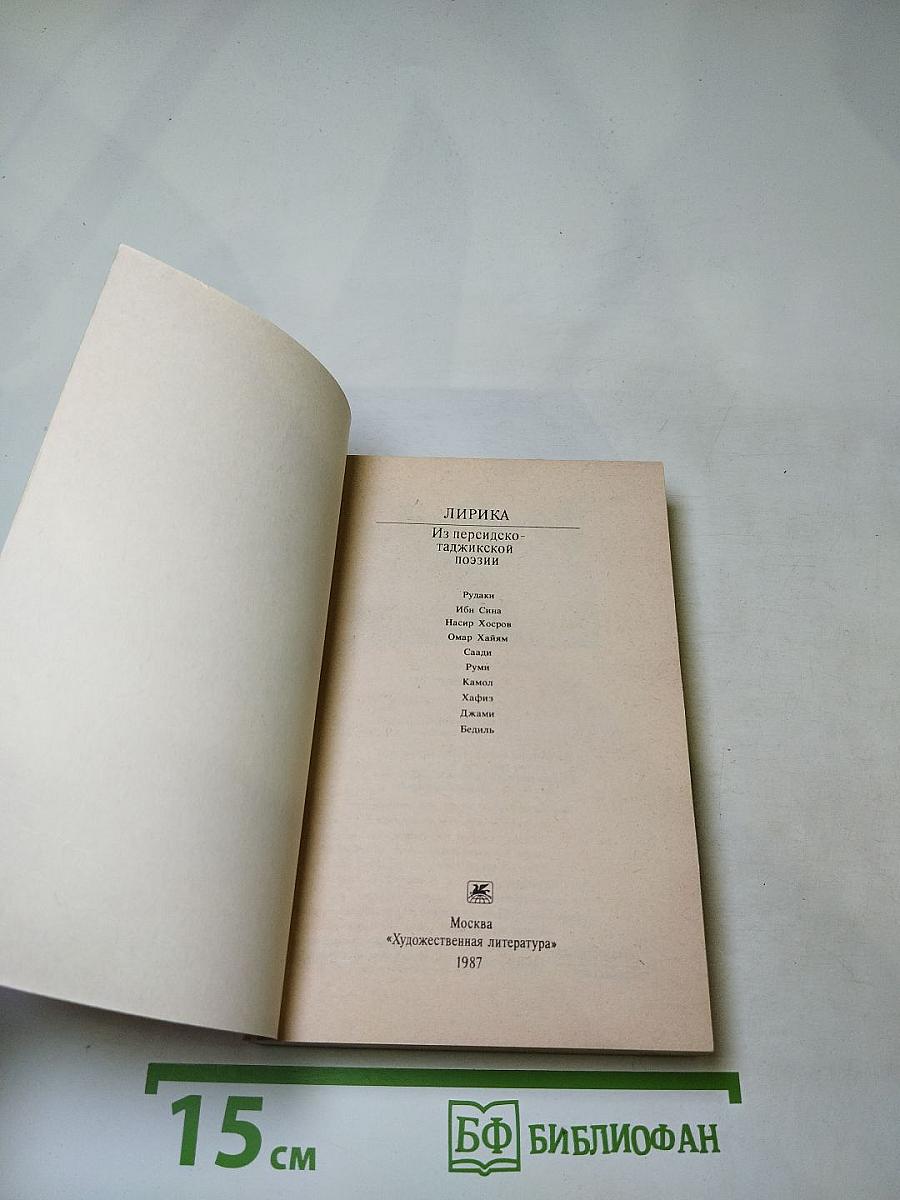 ЛИРИКА
Из персидско-
таджикской
поэзии
Рудаки
Ибн Сина
Насир Хосров
Омар Хайям
Саади
Руми
Камол
Хафиз
Джами
Бедиль
Москва
«Художественная литература»
1987
15 см
БФ БИБЛИОФАН